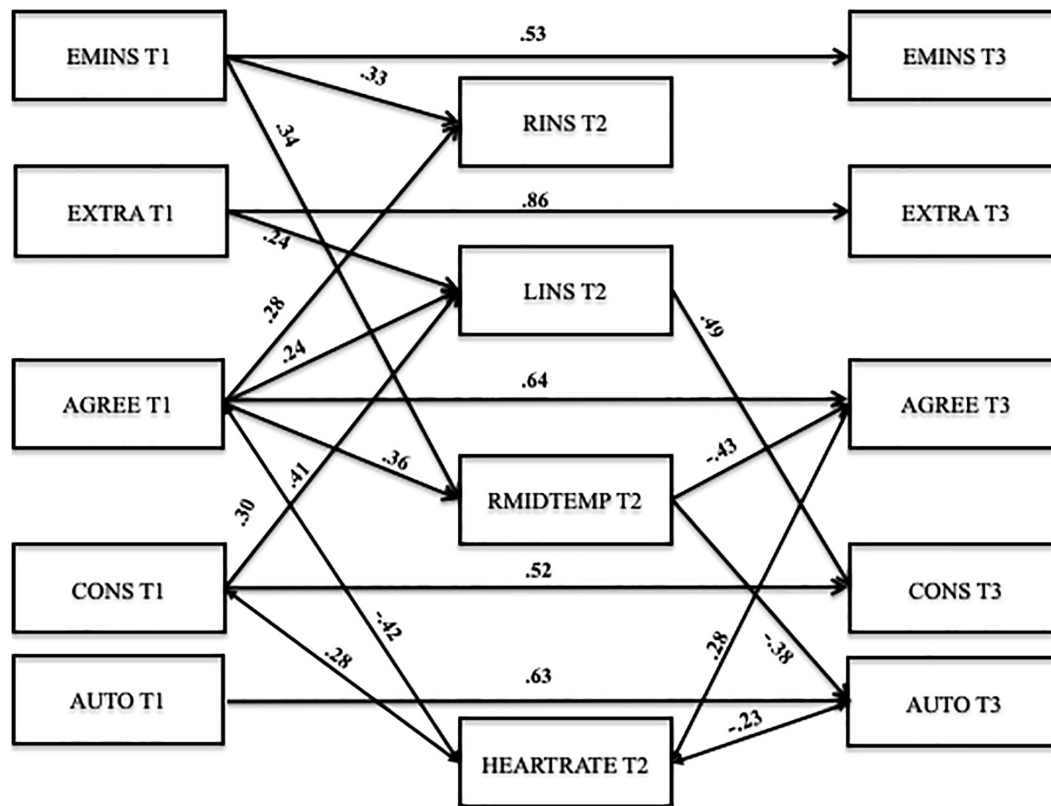 EMINS T1
.53
EMINS T3
.33
RINS T2
.34
EXTRA T1
.86
EXTRA T3
.24
LINS T2
.28
.49
.24
AGREE T1
.64
AGREE T3
.36
-.43
.41
.30
RMIDTEMP T2
CONS T1
.52
CONS T3
-.42
.28
.28
-.38
AUTO T1
.63
AUTO T3
-.23
HEARTRATE T2